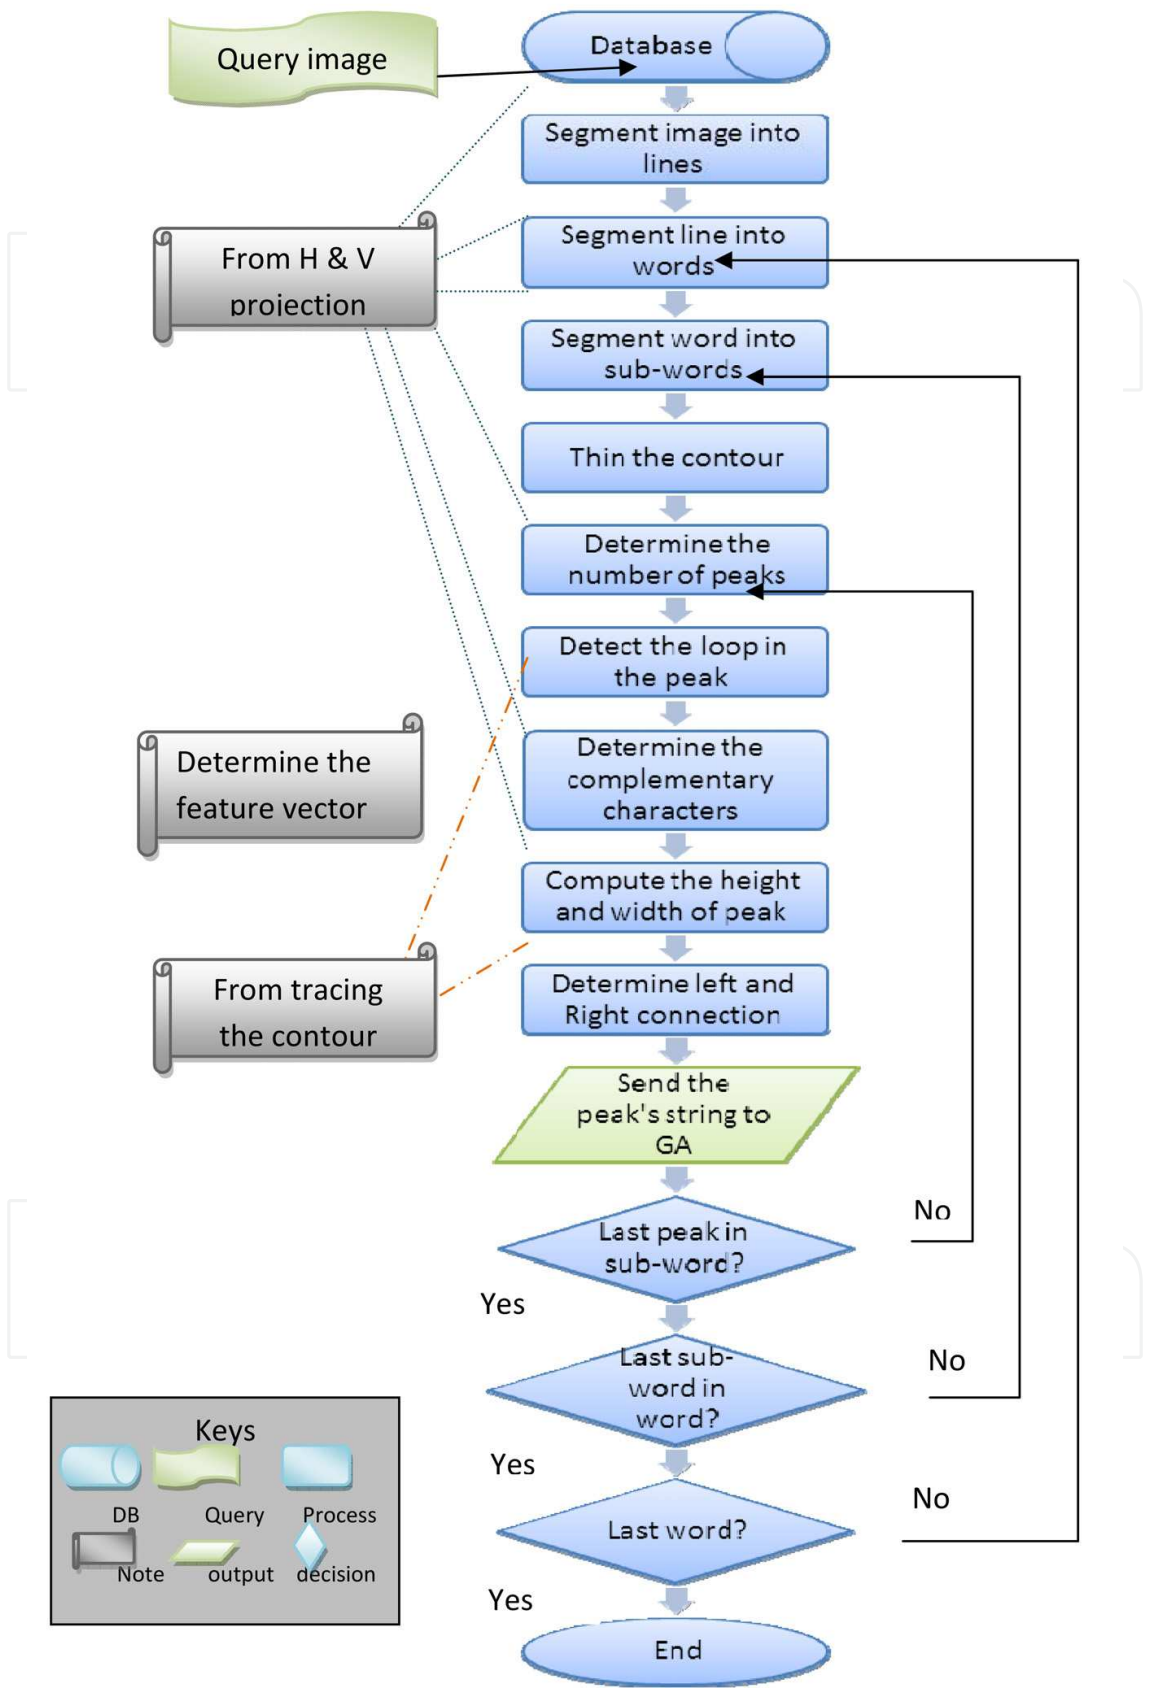 Query image
Database
Segment image into
lines
From H & V
projection
Segment line into
words
Segment word into
sub-words
Thin the contour
Determine the
number of peaks
Detect the loop in
the peak
Determine the
feature vector
Determine the
complementary
characters
Compute the height
and width of peak
From tracing
the contour
Determine left and
Right connection
Send the
peak's string to
GA
Last peak in
sub-word?
No
Yes
Last sub-
word in
word?
No
Yes
Last word?
No
Yes
End
Keys
DB Query Process
Note output decision